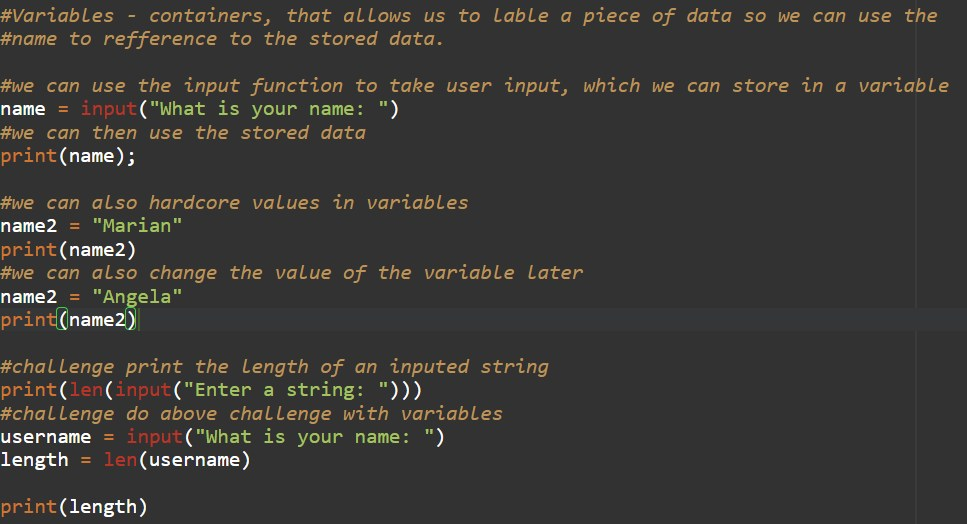 #Variables - containers, that allows us to lable a piece of data so we can use the
#name to refference to the stored data.
#we can use the input function to take user input, which we can store in a variable
name = input("What is your name: ")
#we can then use the stored data
print(name);
#we can also hardcore values in variables
name2 = "Marian"
print(name2)
#we can also change the value of the variable later
name2 = "Angela"
print(name2)
#challenge print the length of an inputed string
print(len(input("Enter a string: ")))
#challenge do above challenge with variables
username = input("What is your name: ")
length = len(username)
print(length)